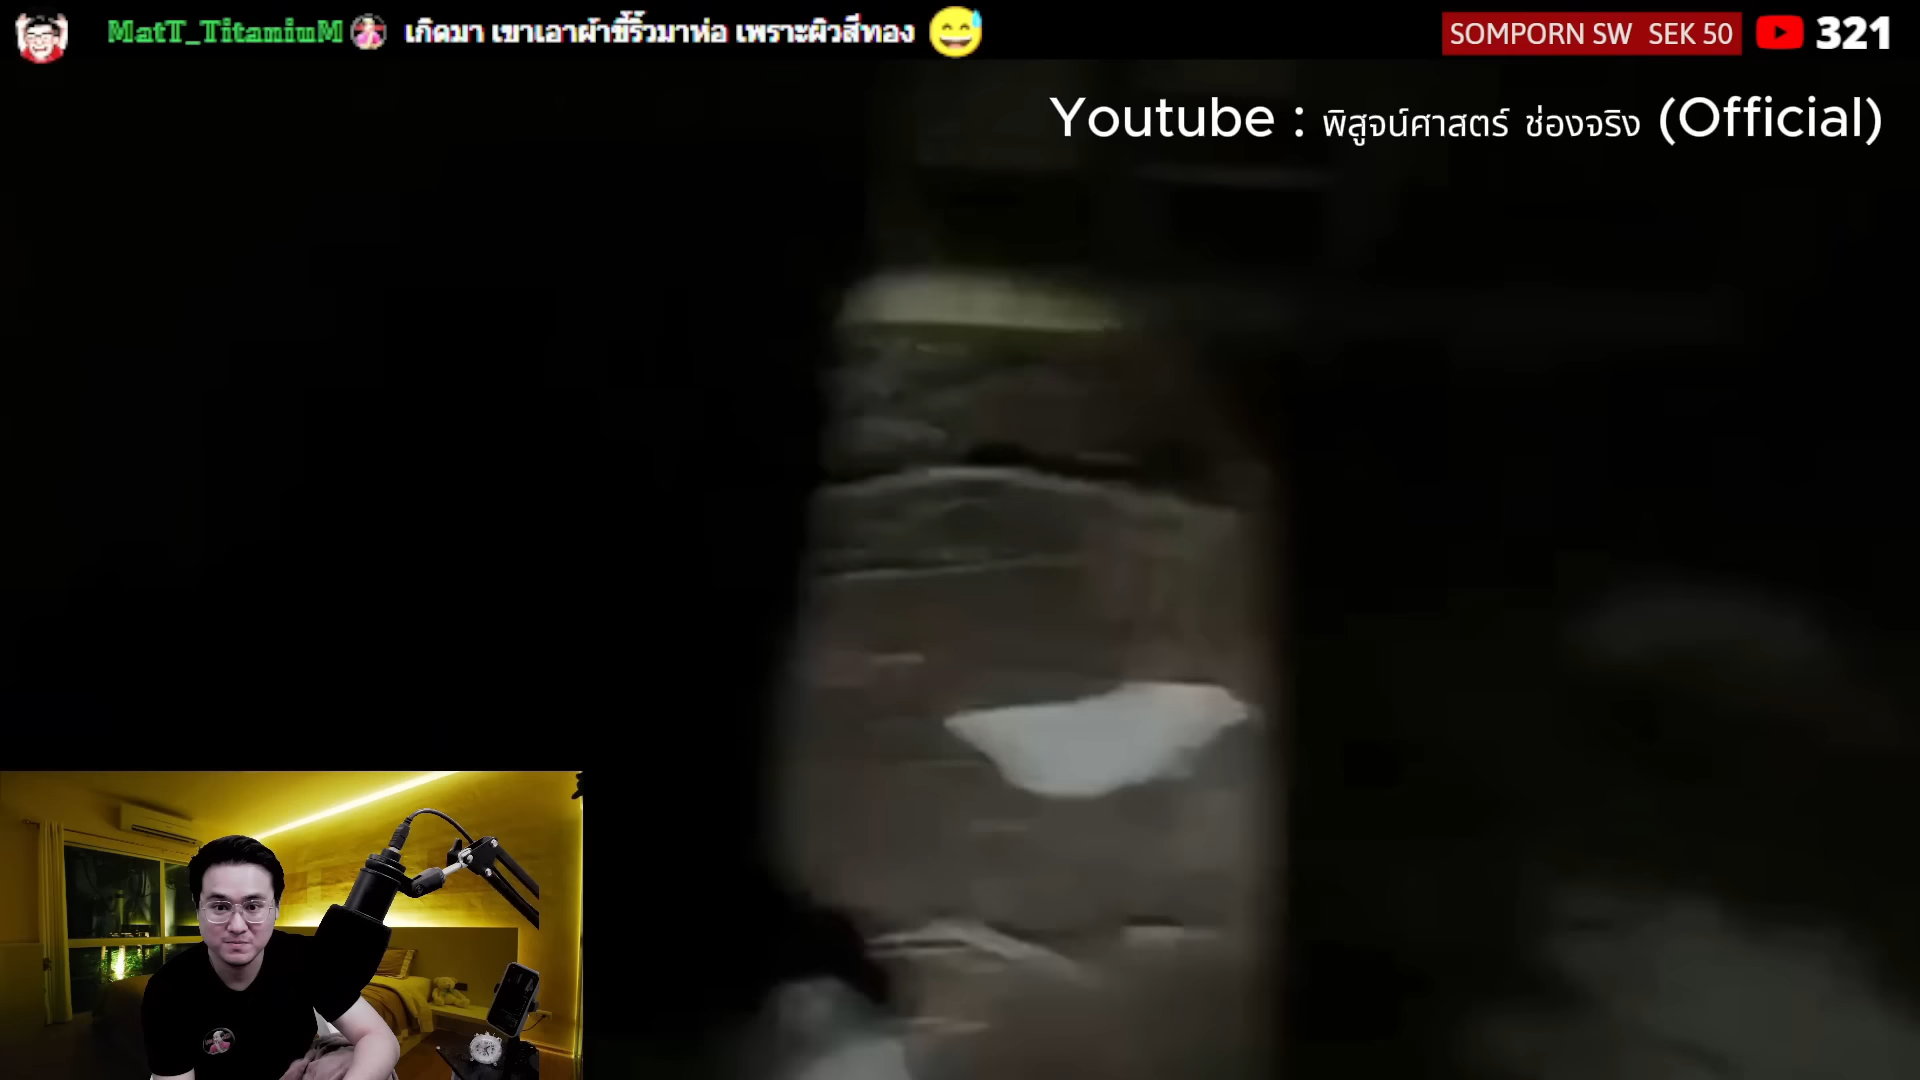 MatT_TitaniuM เกิดมา เขาเอาผ้าขี้ริ้วมาห่อ เพราะผิวสีทอง
SOMPORN SW SEK 50 321
Youtube : พิสูจน์ศาสตร์ ช่องจริง (Official)